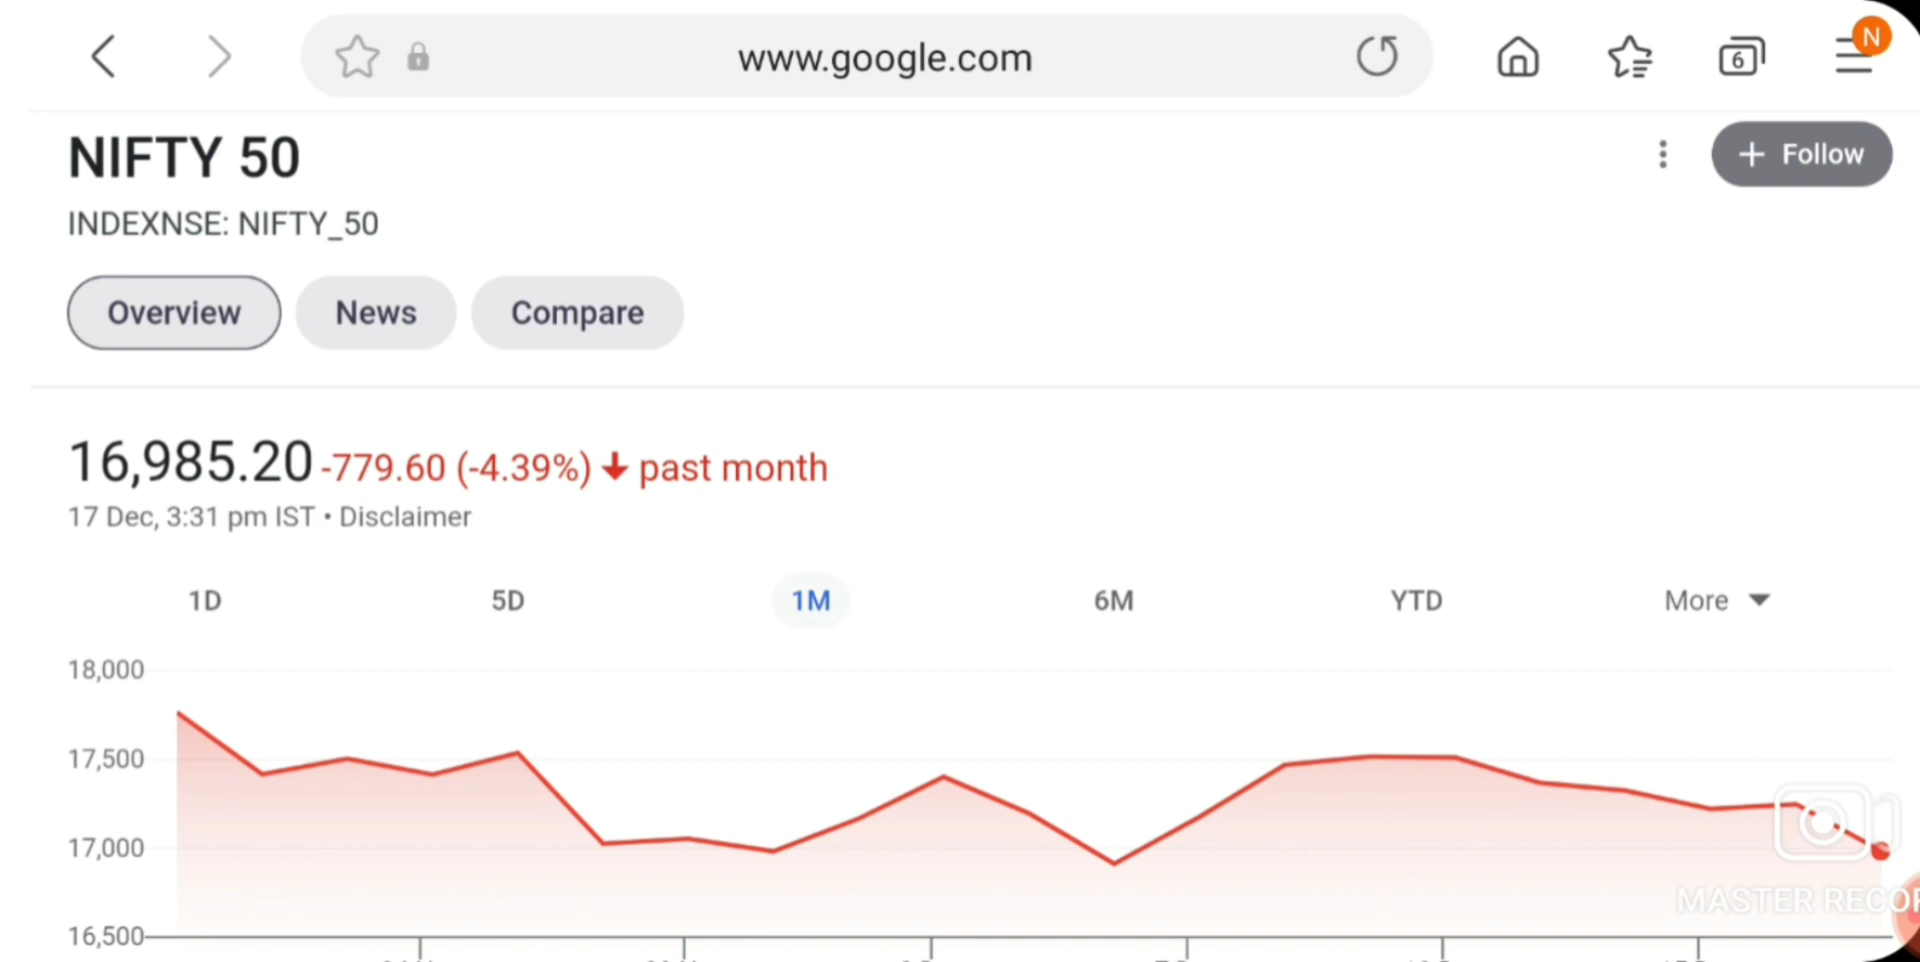 www.google.com
6
N
NIFTY 50
+ Follow
INDEXNSE: NIFTY_50
Overview
News
Compare
16,985.20 -779.60 (-4.39%) ↓ past month
17 Dec, 3:31 pm IST • Disclaimer
1D
5D
1M
6M
YTD
More
18,000
17,500
17,000
16,500
MASTER